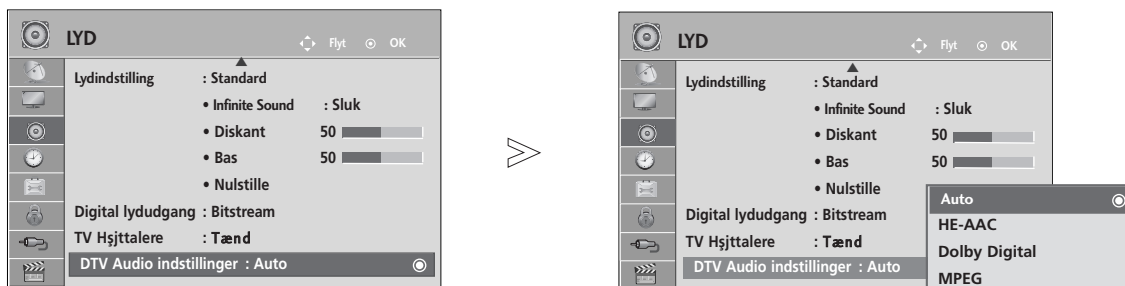 LYD
Flyt OK
Lydindstilling : Standard
• Infinite Sound : Sluk
• Diskant 50
• Bas 50
• Nulstille
Digital lydudgang : Bitstream
TV Hşjttalere : Tænd
DTV Audio indstillinger : Auto
LYD
Flyt OK
Lydindstilling : Standard
• Infinite Sound : Sluk
• Diskant 50
• Bas 50
• Nulstille
Digital lydudgang : Bitstream
TV Hşjttalere : Tænd
DTV Audio indstillinger : Auto
Auto
HE-AAC
Dolby Digital
MPEG